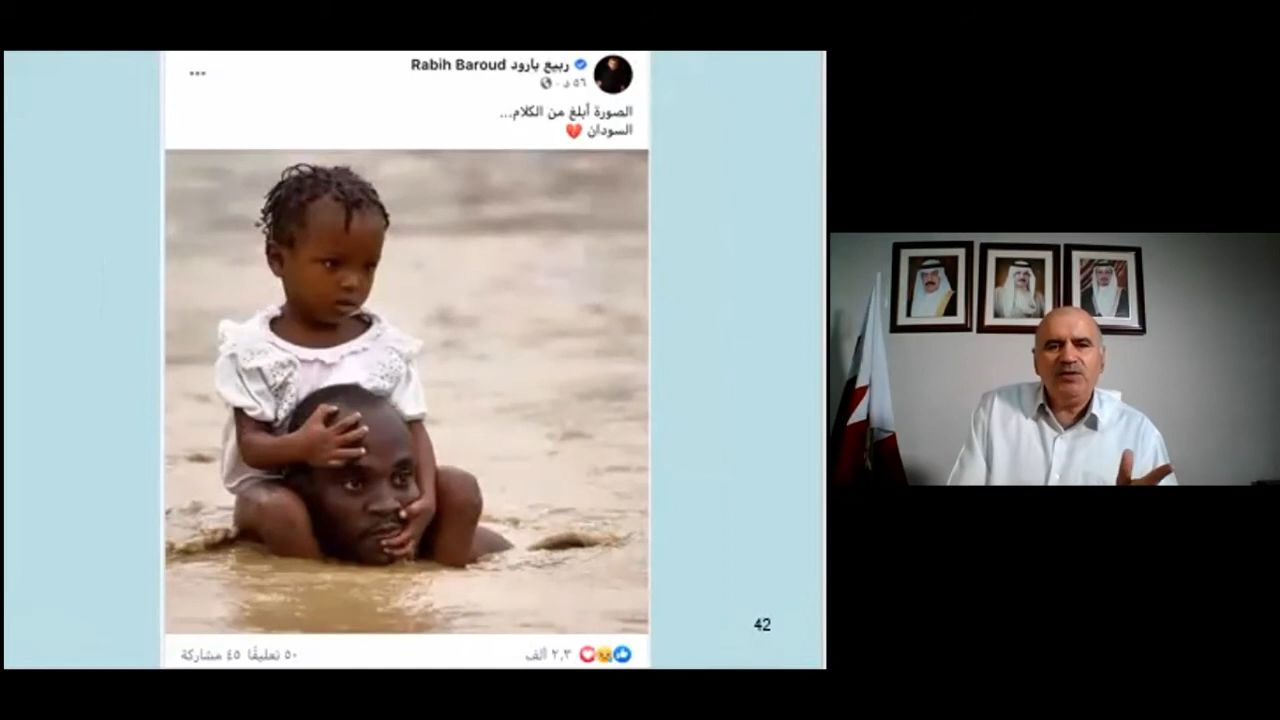 ربيع بارود Rabih Baroud
٥٦ د ·
الصورة أبلغ من الكلام...
السودان 💔
٢,٣ ألف
٥٠ تعليقًا ٤٥ مشاركة
42